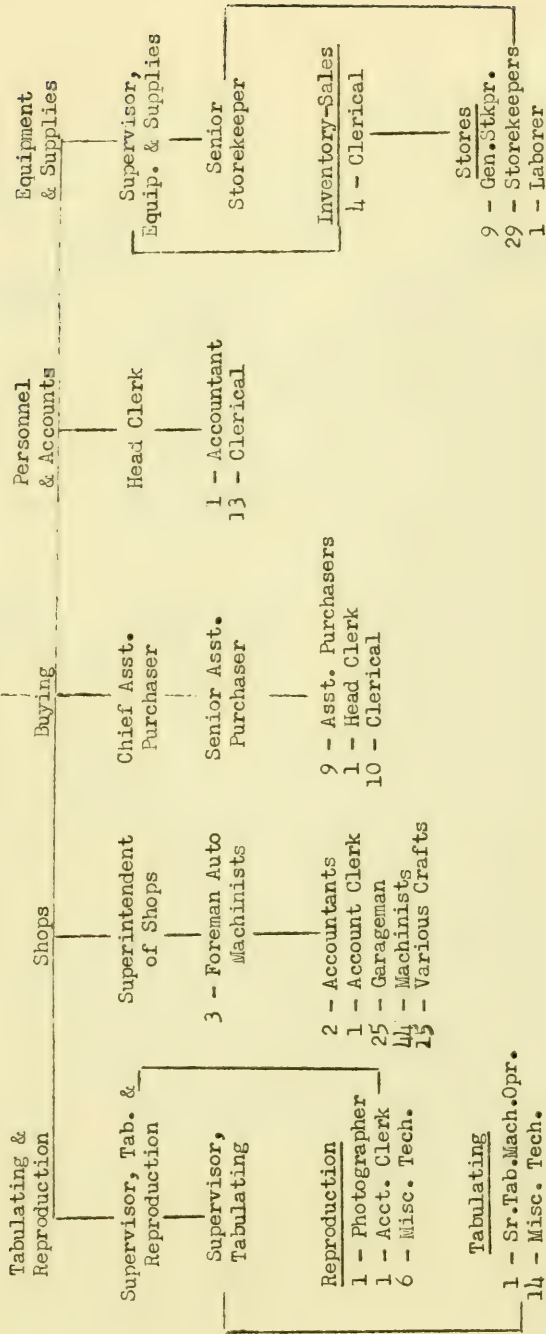 Tabulating &
Reproduction
Supervisor, Tab. &
Reproduction
Supervisor,
Tabulating
Reproduction
1 - Photographer
1 - Acct. Clerk
6 - Misc. Tech.
Tabulating
1 - Sr.Tab.Mach.Opr.
14 - Misc. Tech.
Shops
Superintendent
of Shops
3 - Foreman Auto
Machinists
2 - Accountants
1 - Account Clerk
25 - Garageman
44 - Machinists
15 - Various Crafts
Buying
Chief Asst.
Purchaser
Senior Asst.
Purchaser
9 - Asst. Purchasers
1 - Head Clerk
10 - Clerical
Personnel
& Accounts
Head Clerk
1 - Accountant
13 - Clerical
Equipment
& Supplies
Supervisor,
Equip. & Supplies
Senior
Storekeeper
Inventory-Sales
4 - Clerical
Stores
9 - Gen.Stkpr.
29 - Storekeepers
1 - Laborer